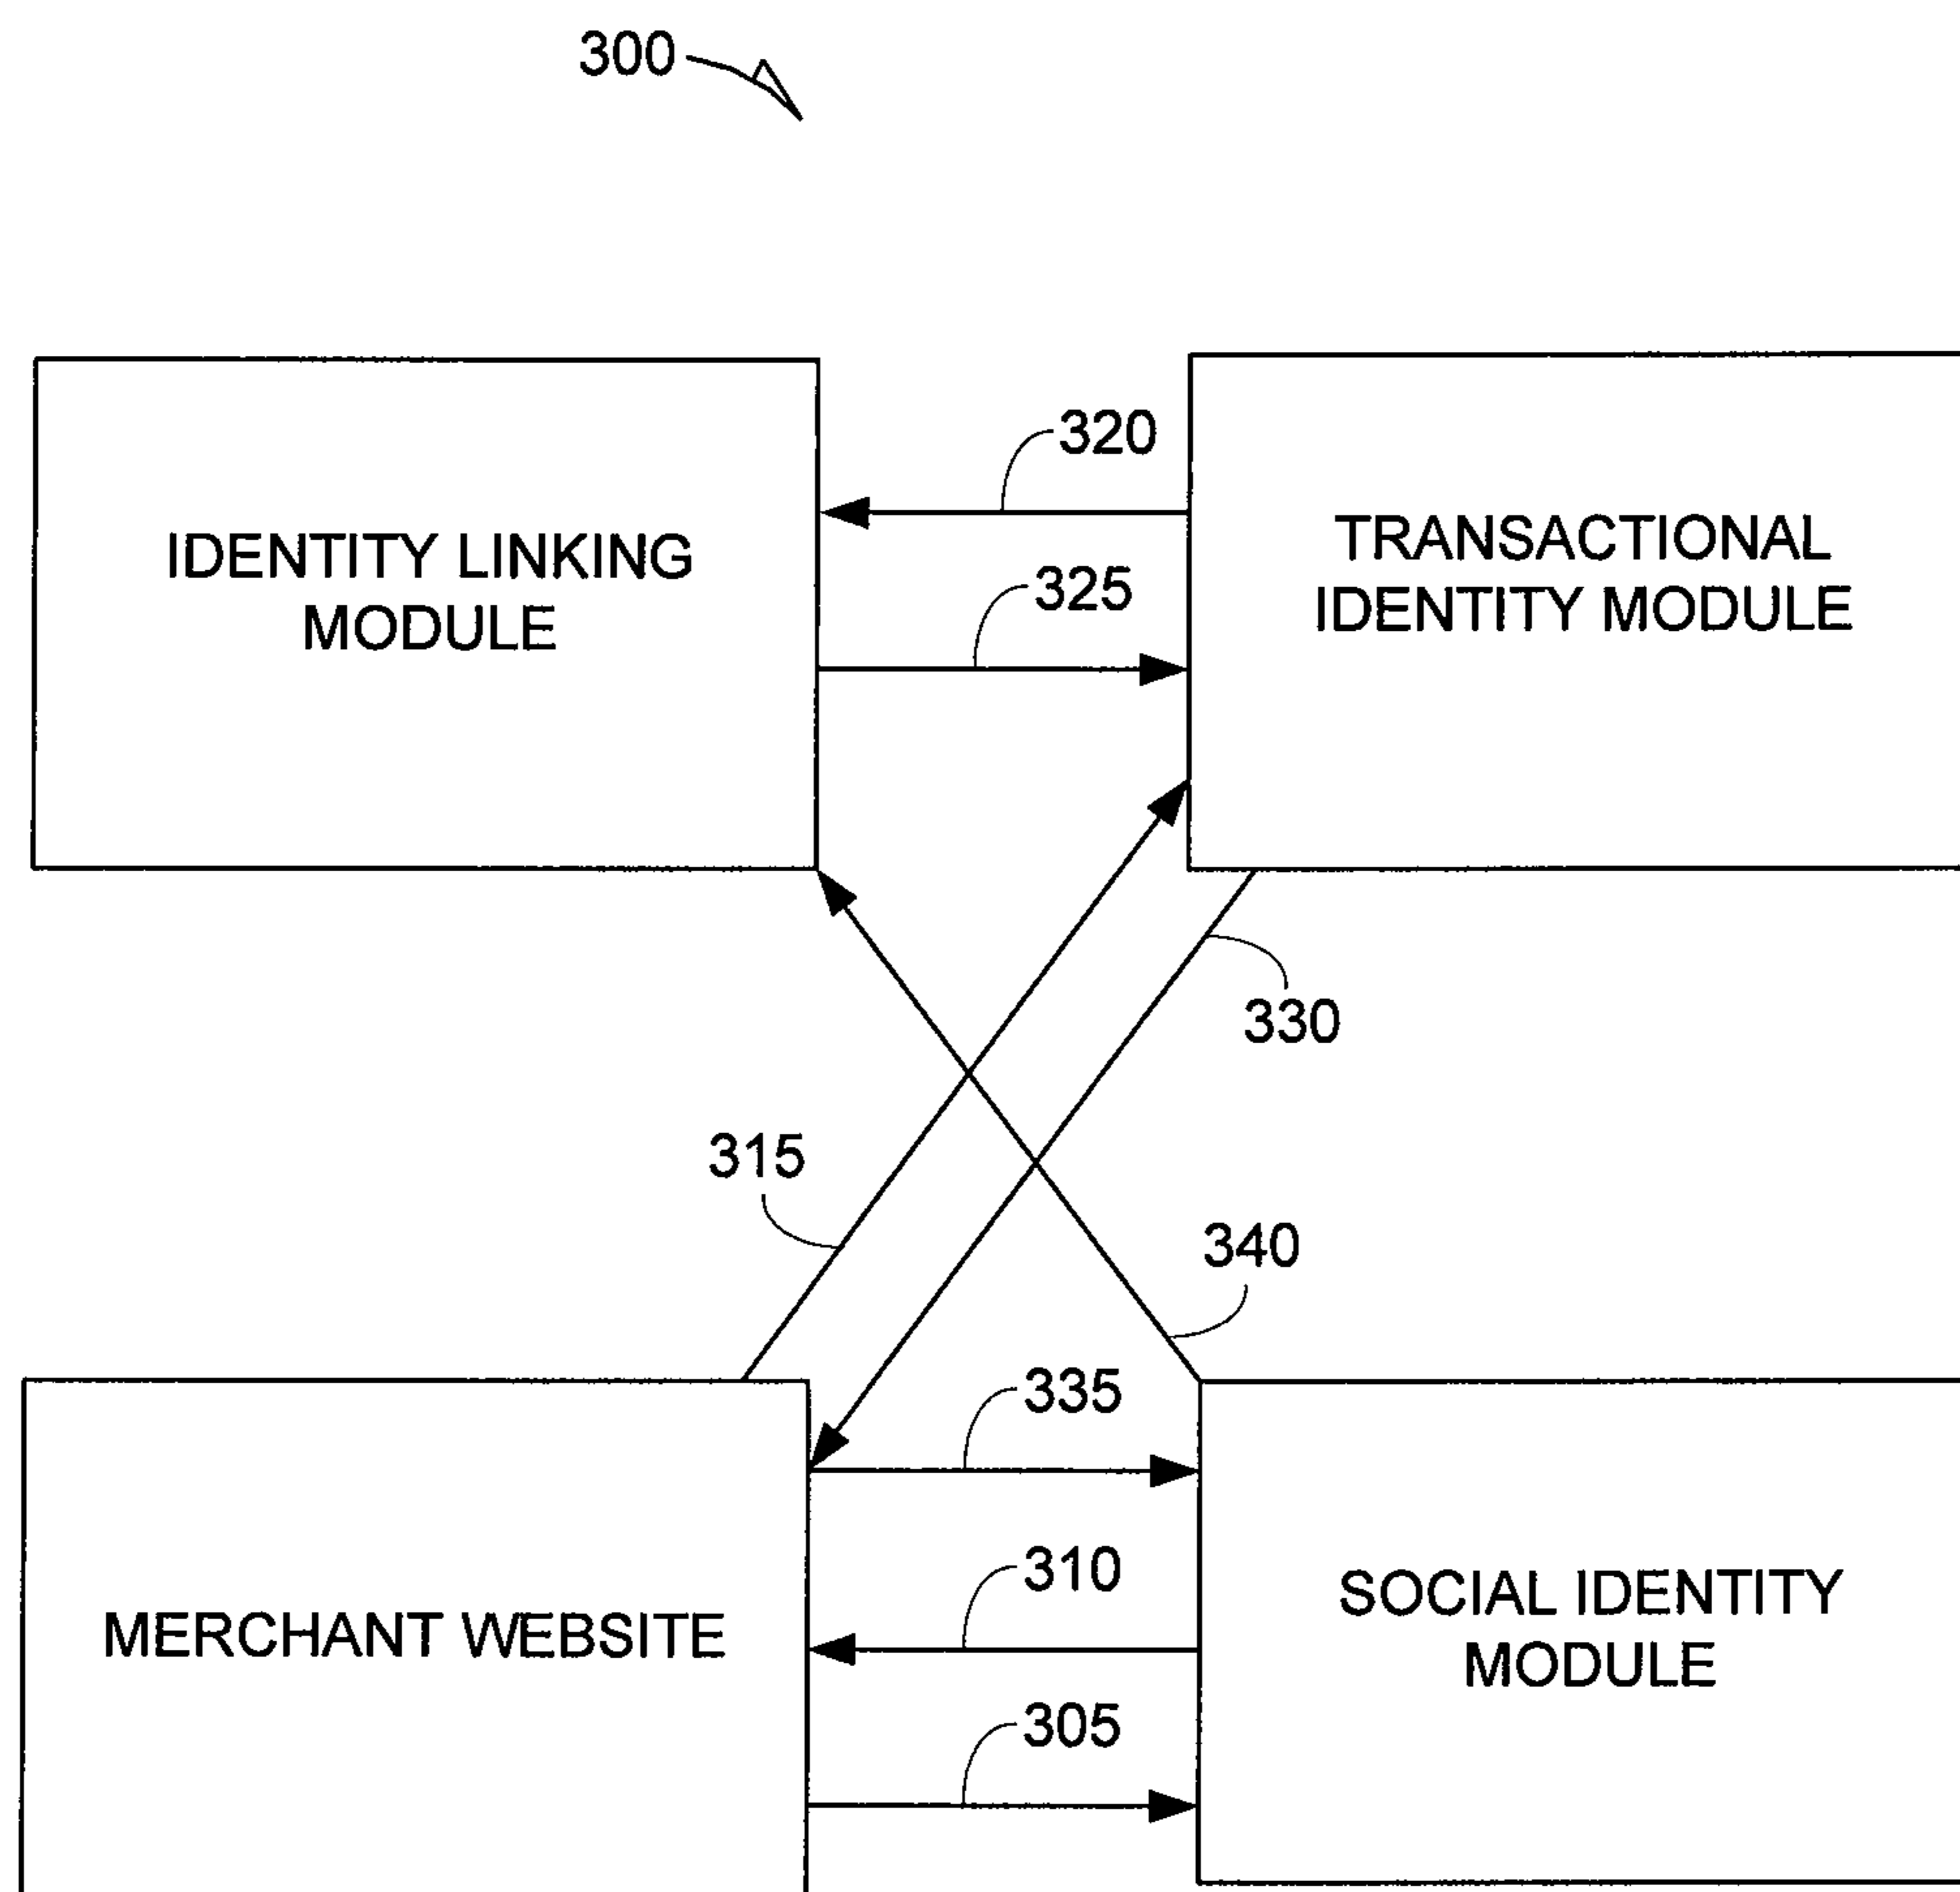 300
320
IDENTITY LINKING
MODULE
TRANSACTIONAL
IDENTITY MODULE
325
330
315
340
335
310
MERCHANT WEBSITE
SOCIAL IDENTITY
MODULE
305